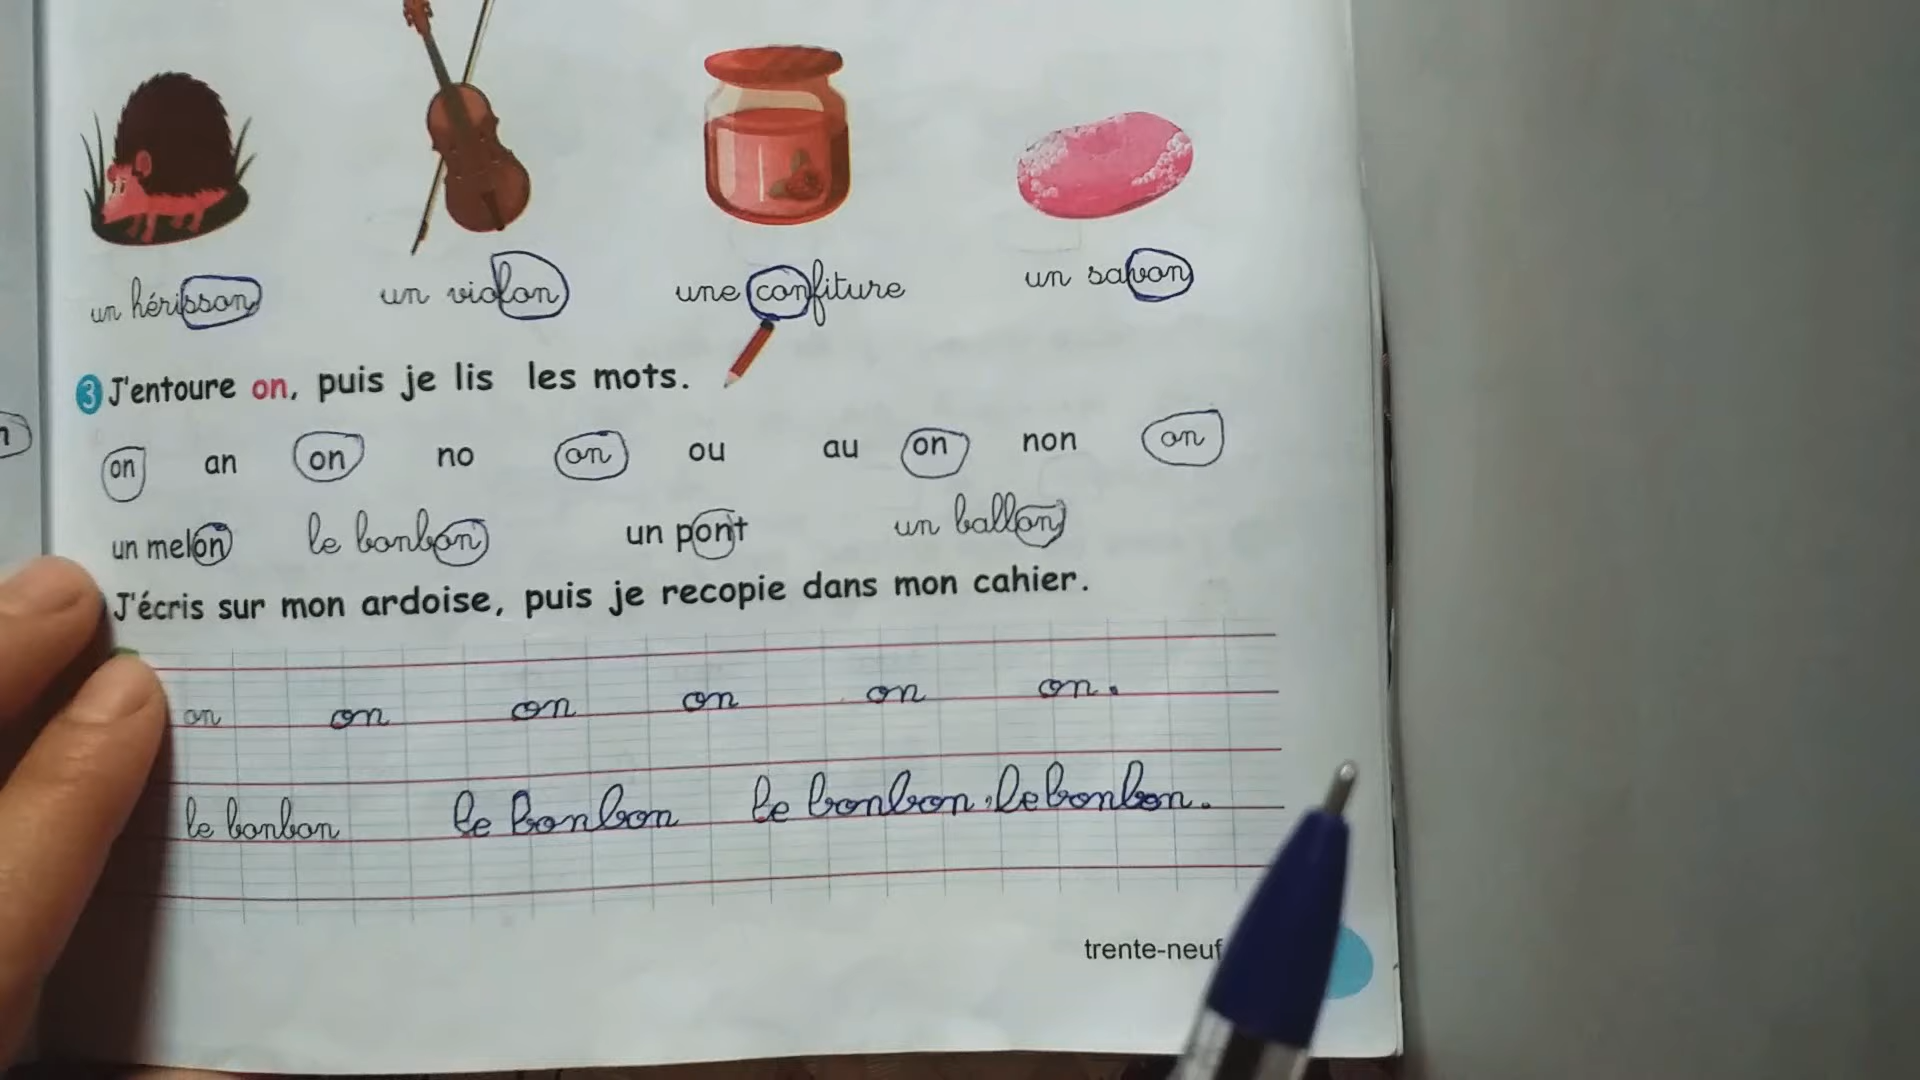 un hérisson un violon une confiture un savon
3 J'entoure on, puis je lis les mots.
on an on no on ou au on non on
un melon le bonbon un pont un ballon
J'écris sur mon ardoise, puis je recopie dans mon cahier.
on on on on on on.
le bonbon le bonbon le bonbon, le bonbon.
trente-neuf